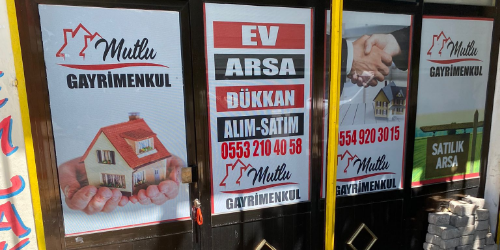 Mutlu
GAYRİMENKUL
EV
ARSA
DÜKKAN
ALIM-SATIM
0553 210 40 58
Mutlu
GAYRİMENKUL
0554 920 30 15
Mutlu
GAYRİMENKUL
Mutlu
GAYRİMENKUL
SATILIK
ARSA